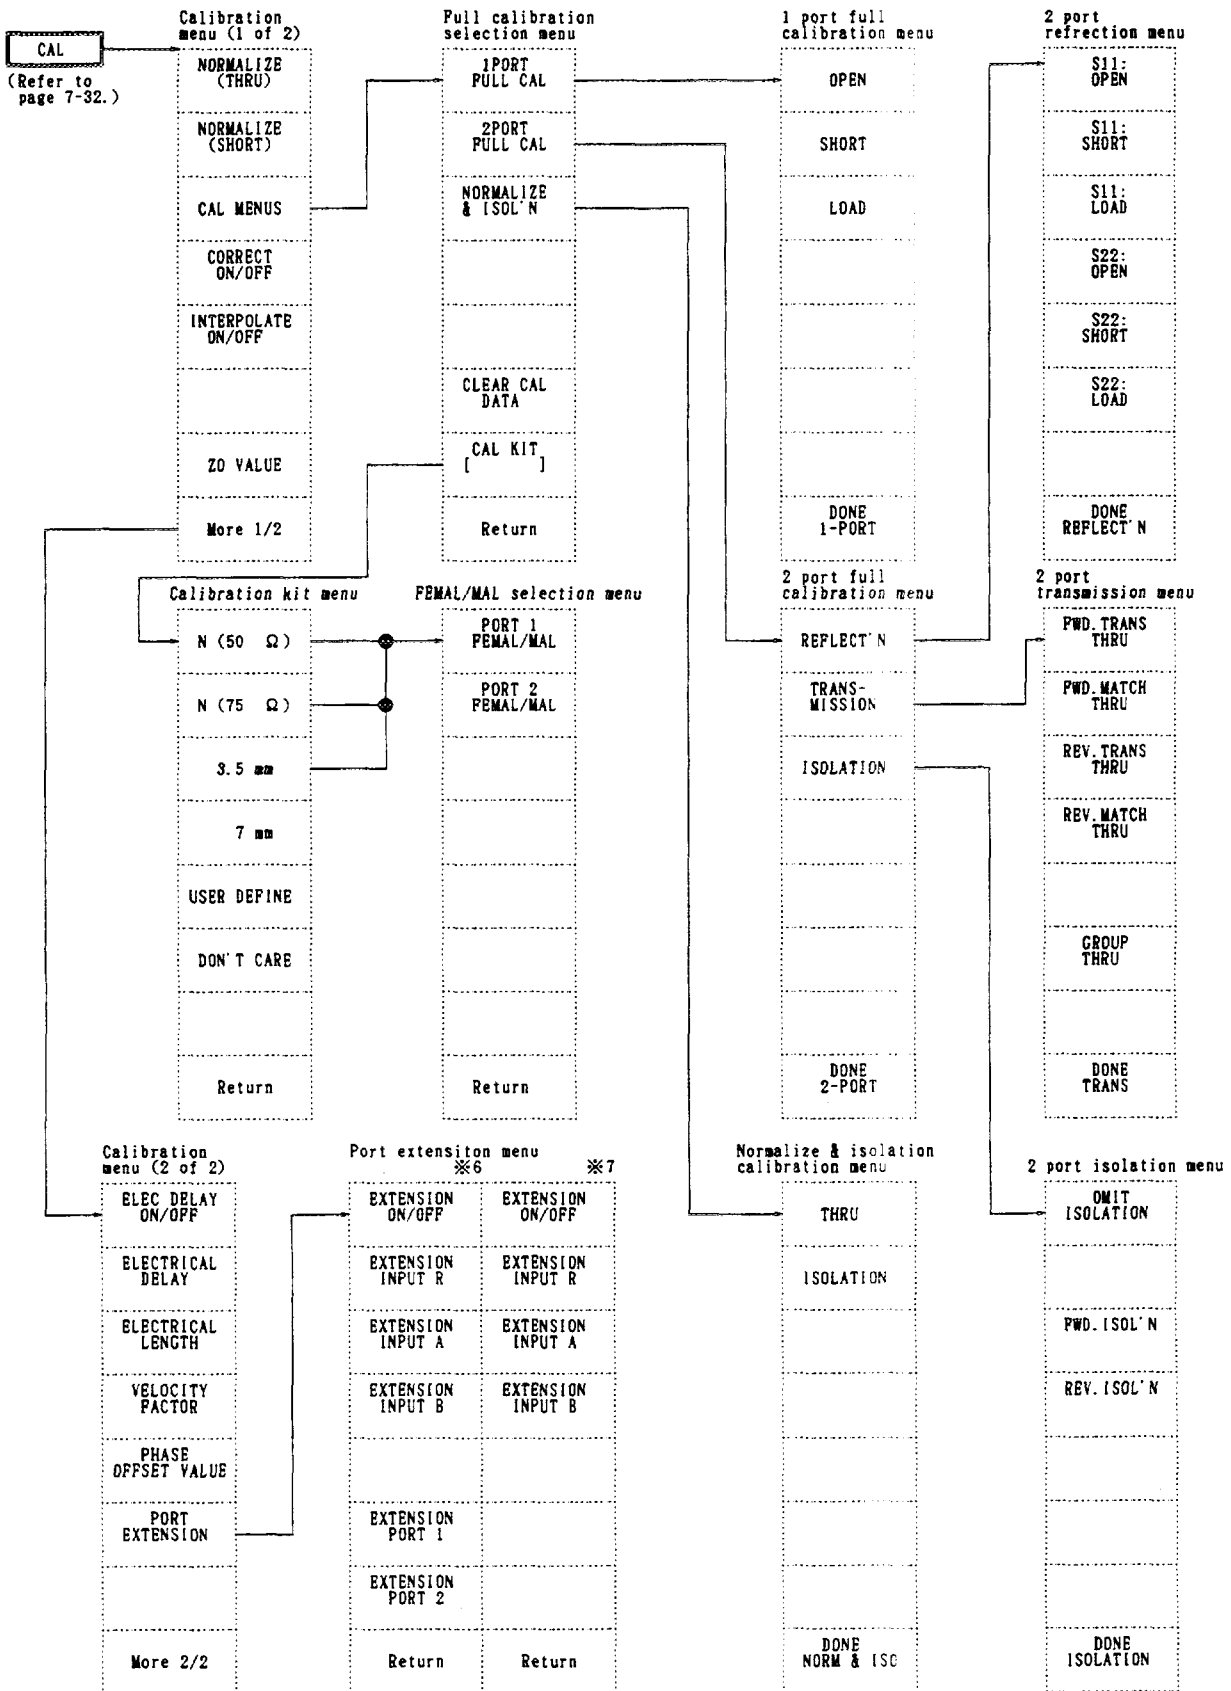 CAL
(Refer to
page 7-32.)
Calibration
menu (1 of 2)
NORMALIZE
(THRU)
NORMALIZE
(SHORT)
CAL MENUS
CORRECT
ON/OFF
INTERPOLATE
ON/OFF
ZO VALUE
More 1/2
Full calibration
selection menu
1PORT
FULL CAL
2PORT
FULL CAL
NORMALIZE
& ISOL'N
CLEAR CAL
DATA
CAL KIT
[ ]
Return
1 port full
calibration menu
OPEN
SHORT
LOAD
DONE
1-PORT
2 port
refrection menu
S11:
OPEN
S11:
SHORT
S11:
LOAD
S22:
OPEN
S22:
SHORT
S22:
LOAD
DONE
REFLECT'N
Calibration kit menu
N (50 Ω)
N (75 Ω)
3.5 mm
7 mm
USER DEFINE
DON'T CARE
Return
FEMAL/MAL selection menu
PORT 1
FEMAL/MAL
PORT 2
FEMAL/MAL
Return
2 port full
calibration menu
REFLECT'N
TRANS-
MISSION
ISOLATION
DONE
2-PORT
2 port
transmission menu
FWD.TRANS
THRU
FWD.MATCH
THRU
REV.TRANS
THRU
REV.MATCH
THRU
GROUP
THRU
DONE
TRANS
Calibration
menu (2 of 2)
ELEC DELAY
ON/OFF
ELECTRICAL
DELAY
ELECTRICAL
LENGTH
VELOCITY
FACTOR
PHASE
OFFSET VALUE
PORT
EXTENSION
More 2/2
Port extensiton menu
※6
EXTENSION
ON/OFF
EXTENSION
INPUT R
EXTENSION
INPUT A
EXTENSION
INPUT B
EXTENSION
PORT 1
EXTENSION
PORT 2
Return
※7
EXTENSION
ON/OFF
EXTENSION
INPUT R
EXTENSION
INPUT A
EXTENSION
INPUT B
Return
Normalize & isolation
calibration menu
THRU
ISOLATION
DONE
NORM & ISO
2 port isolation menu
OMIT
ISOLATION
FWD.ISOL'N
REV.ISOL'N
DONE
ISOLATION